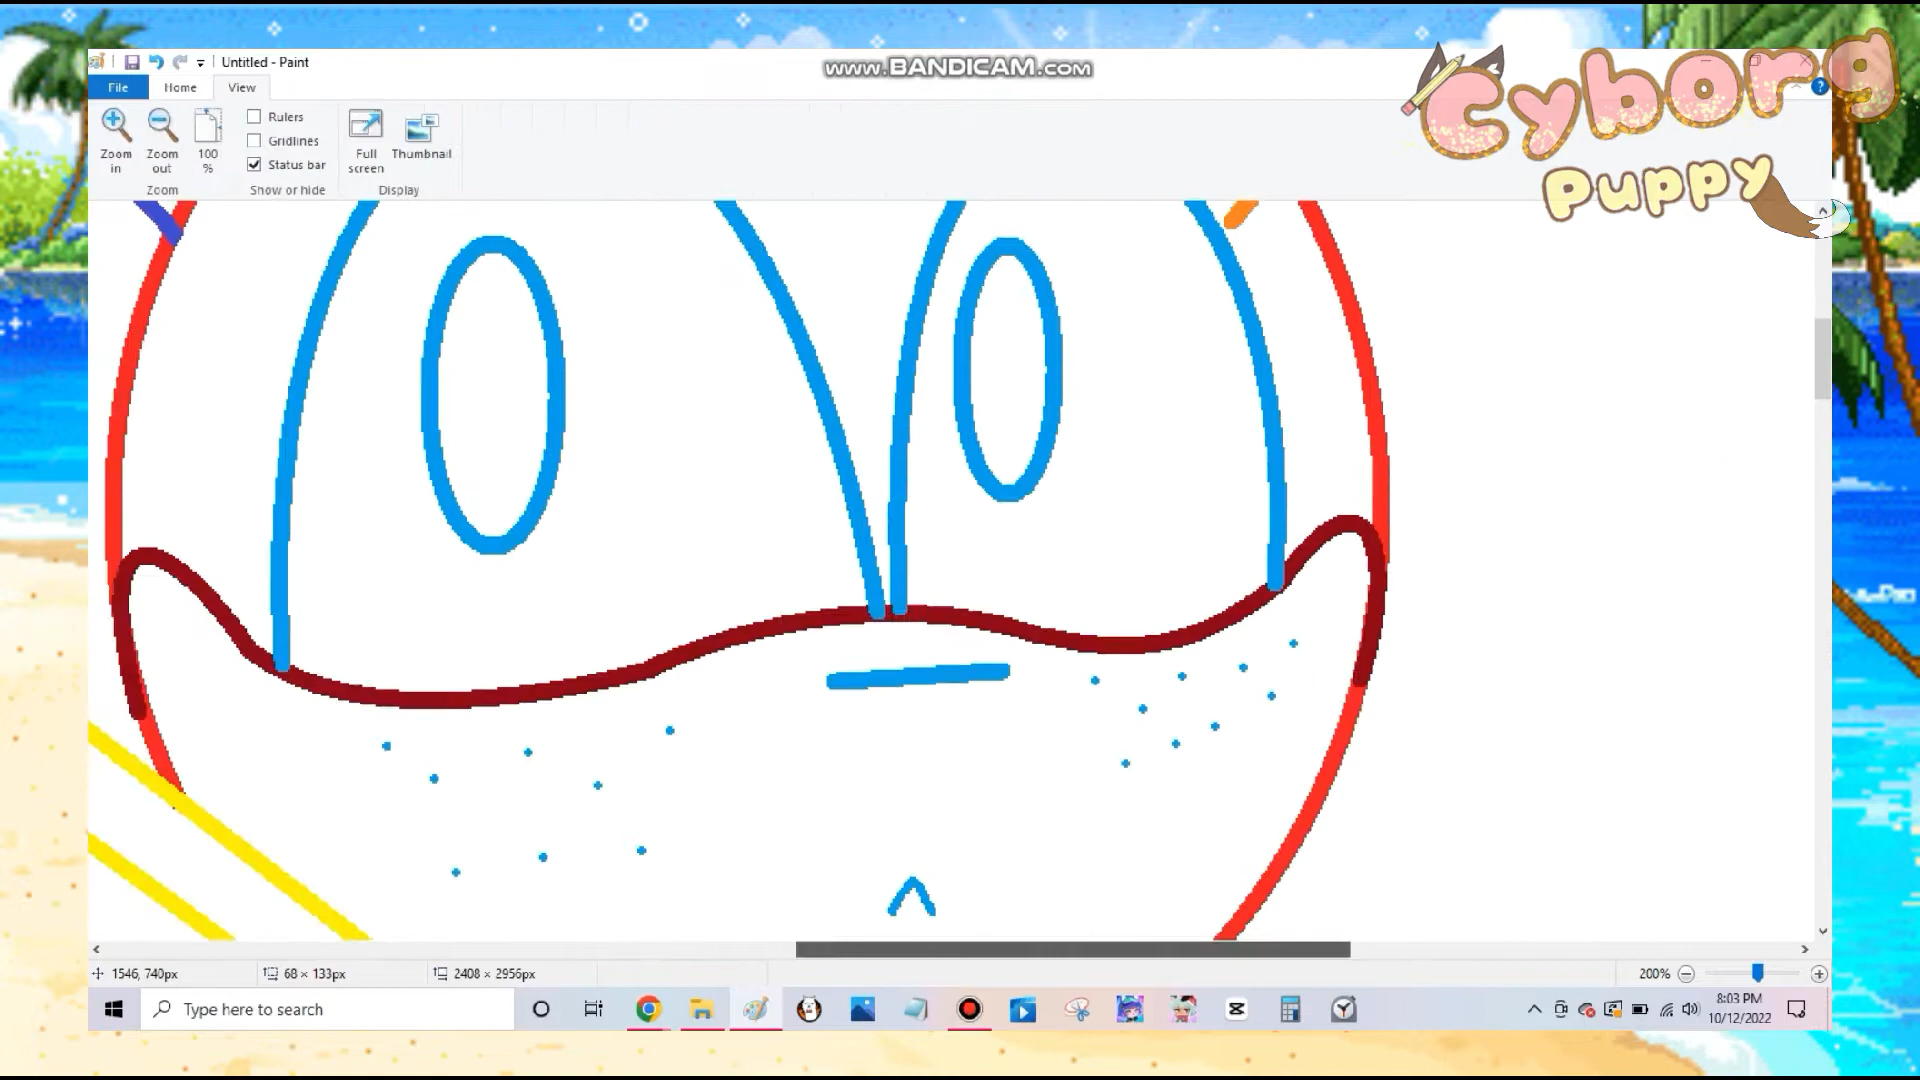 Untitled - Paint
www.BANDICAM.com
Cyborg
Puppy
File
Home
View
Zoom in
Zoom out
100 %
Rulers
Gridlines
Status bar
Full screen
Thumbnail
Zoom
Show or hide
Display
1546, 740px
68 × 133px
2408 × 2956px
200%
Type here to search
8:03 PM
10/12/2022